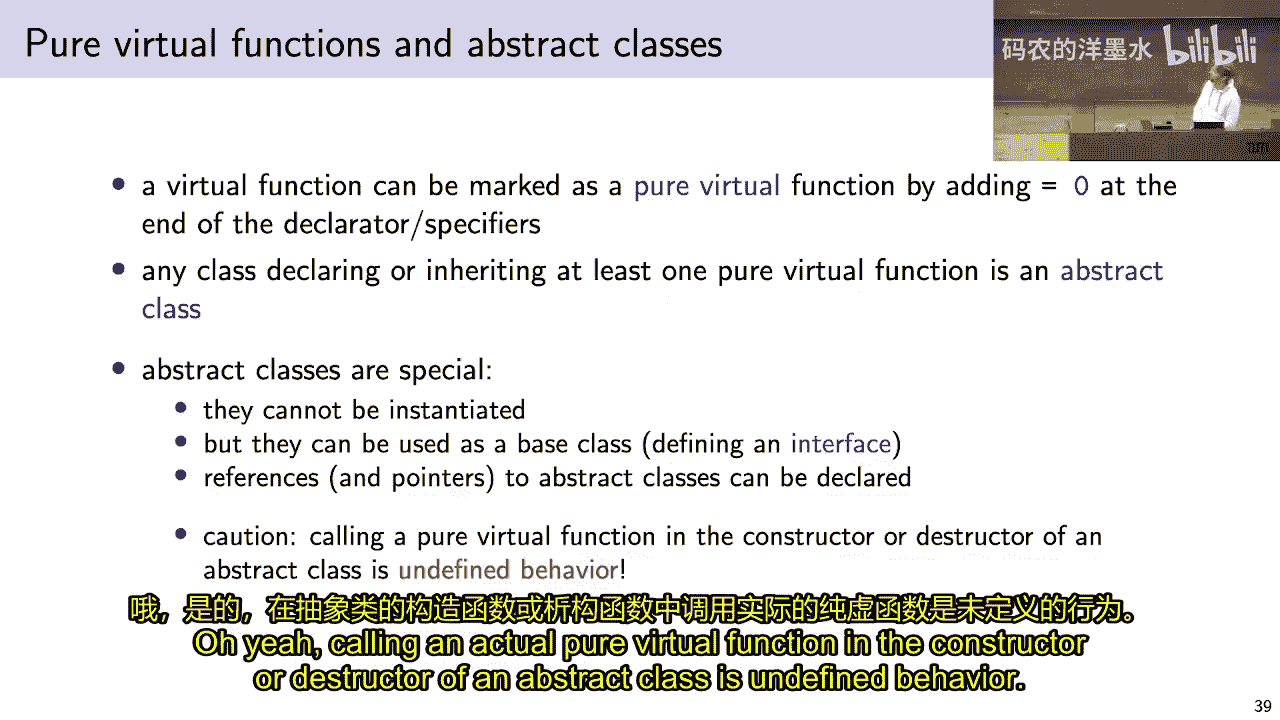 Pure virtual functions and abstract classes
码农的洋墨水 bilibili
• a virtual function can be marked as a pure virtual function by adding = 0 at the
end of the declarator/specifiers
• any class declaring or inheriting at least one pure virtual function is an abstract
class
• abstract classes are special:
• they cannot be instantiated
• but they can be used as a base class (defining an interface)
• references (and pointers) to abstract classes can be declared
• caution: calling a pure virtual function in the constructor or destructor of an
abstract class is undefined behavior!
哦，是的，在抽象类的构造函数或析构函数中调用实际的纯虚函数是未定义的行为。
Oh yeah, calling an actual pure virtual function in the constructor
or destructor of an abstract class is undefined behavior.
39